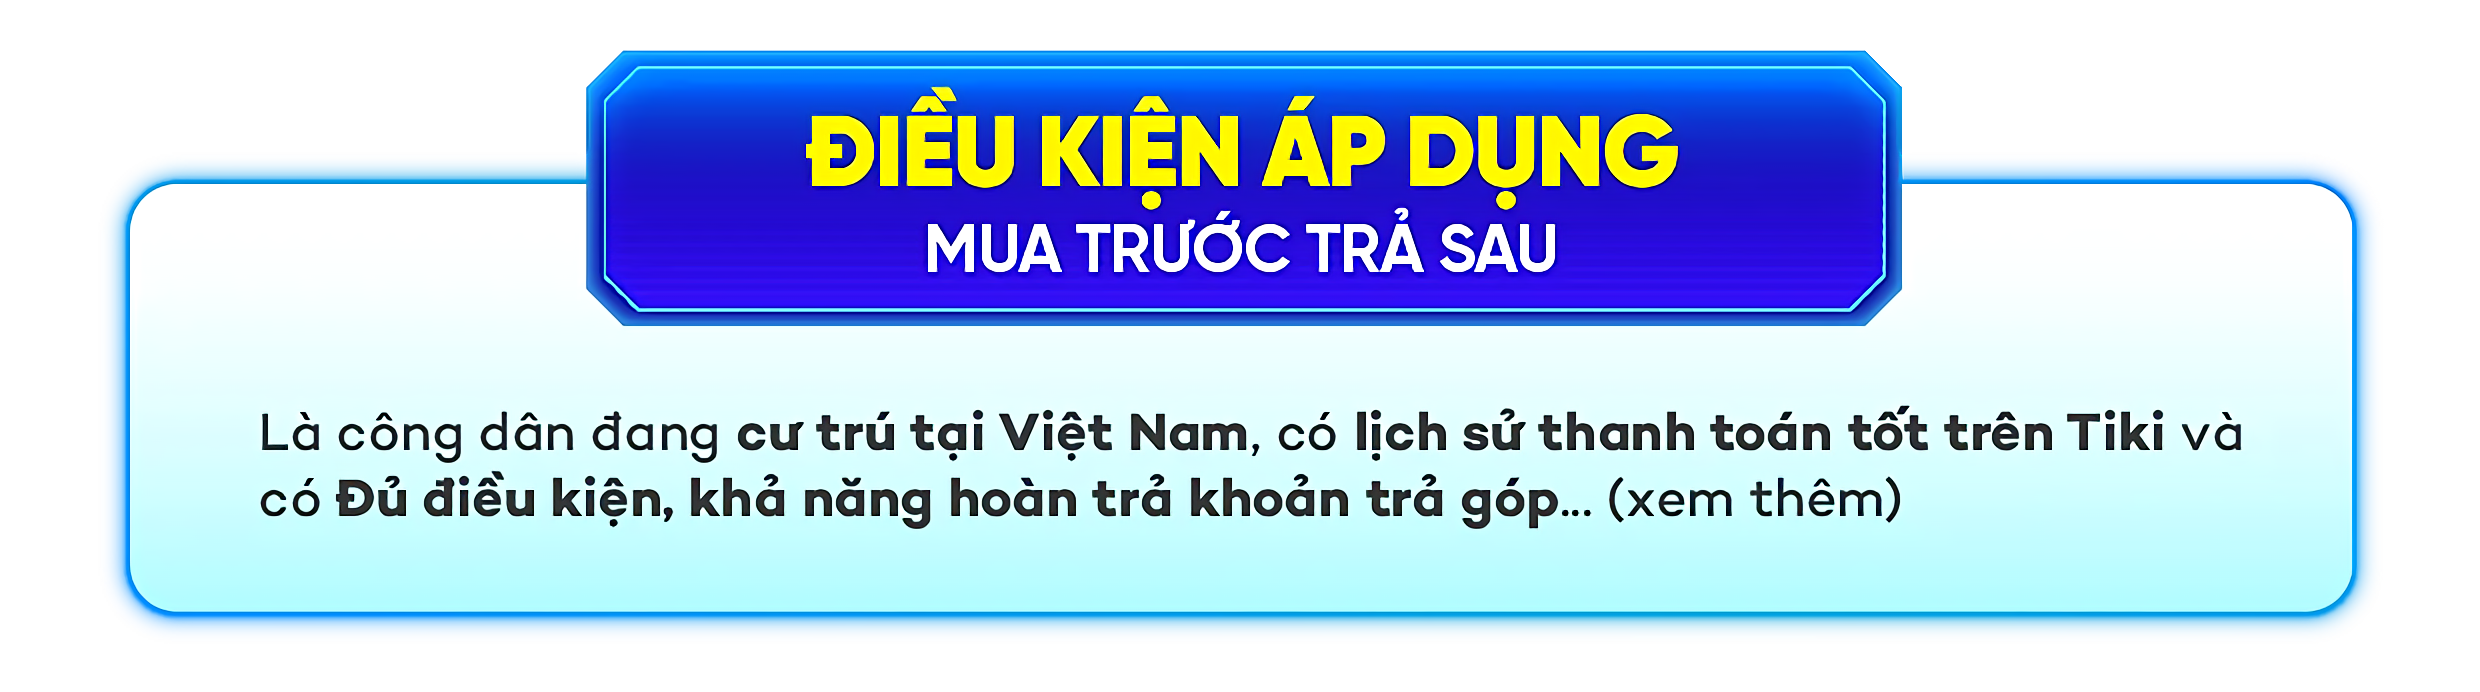 ĐIỀU KIỆN ÁP DỤNG
MUA TRƯỚC TRẢ SAU
Là công dân đang cư trú tại Việt Nam, có lịch sử thanh toán tốt trên Tiki và
có Đủ điều kiện, khả năng hoàn trả khoản trả góp... (xem thêm)